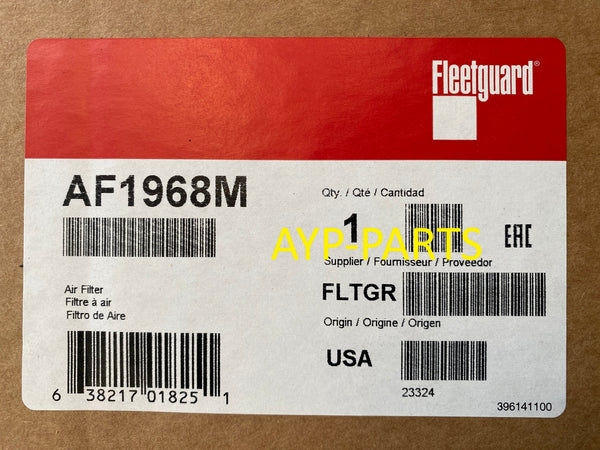 Fleetguard®
AF1968M
Qty. / Qté / Cantidad
1
AYP-PARTS
EAC
Supplier / Fournisseur / Proveedor
Air Filter
Filtre à air
Filtro de Aire
FLTGR
Origin / Origine / Origen
USA
23324
6 38217 01825 1
396141100